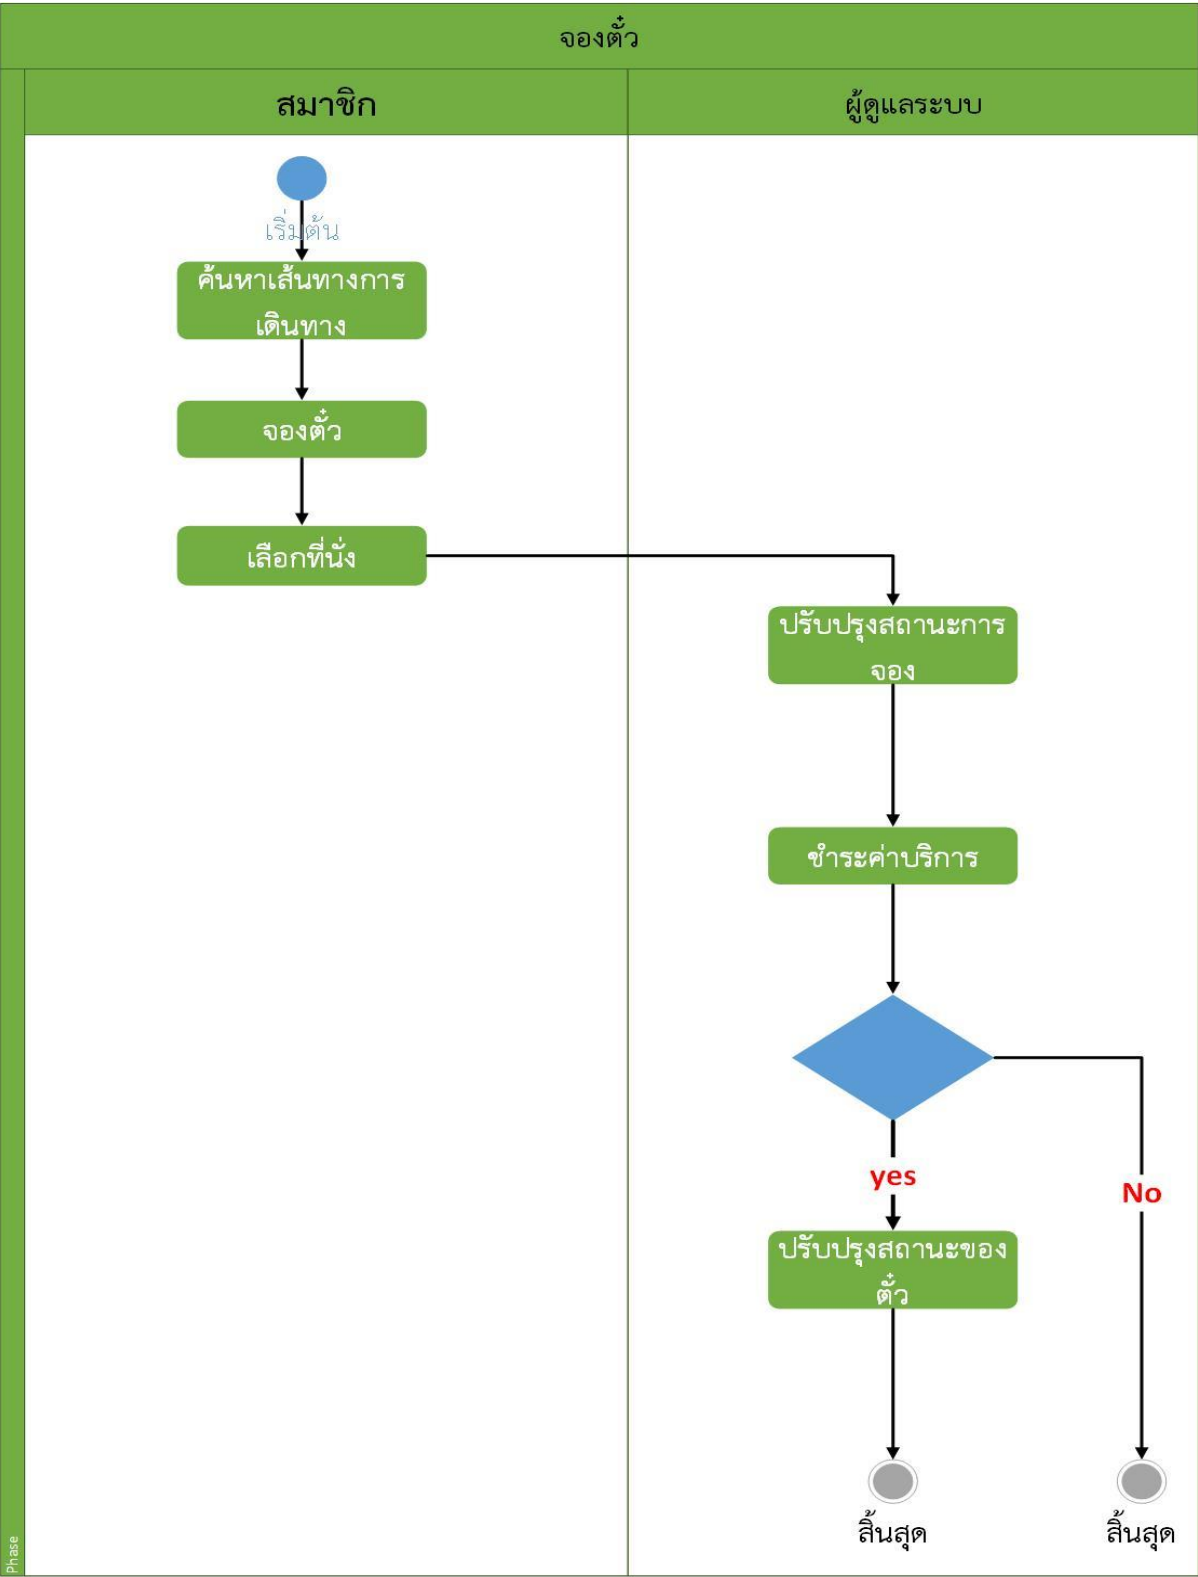 จองตั๋ว
สมาชิก
ผู้ดูแลระบบ
เริ่มต้น
ค้นหาเส้นทางการ
เดินทาง
จองตั๋ว
เลือกที่นั่ง
ปรับปรุงสถานะการ
จอง
ชำระค่าบริการ
yes
No
ปรับปรุงสถานะของ
ตั๋ว
สิ้นสุด
สิ้นสุด
Phase